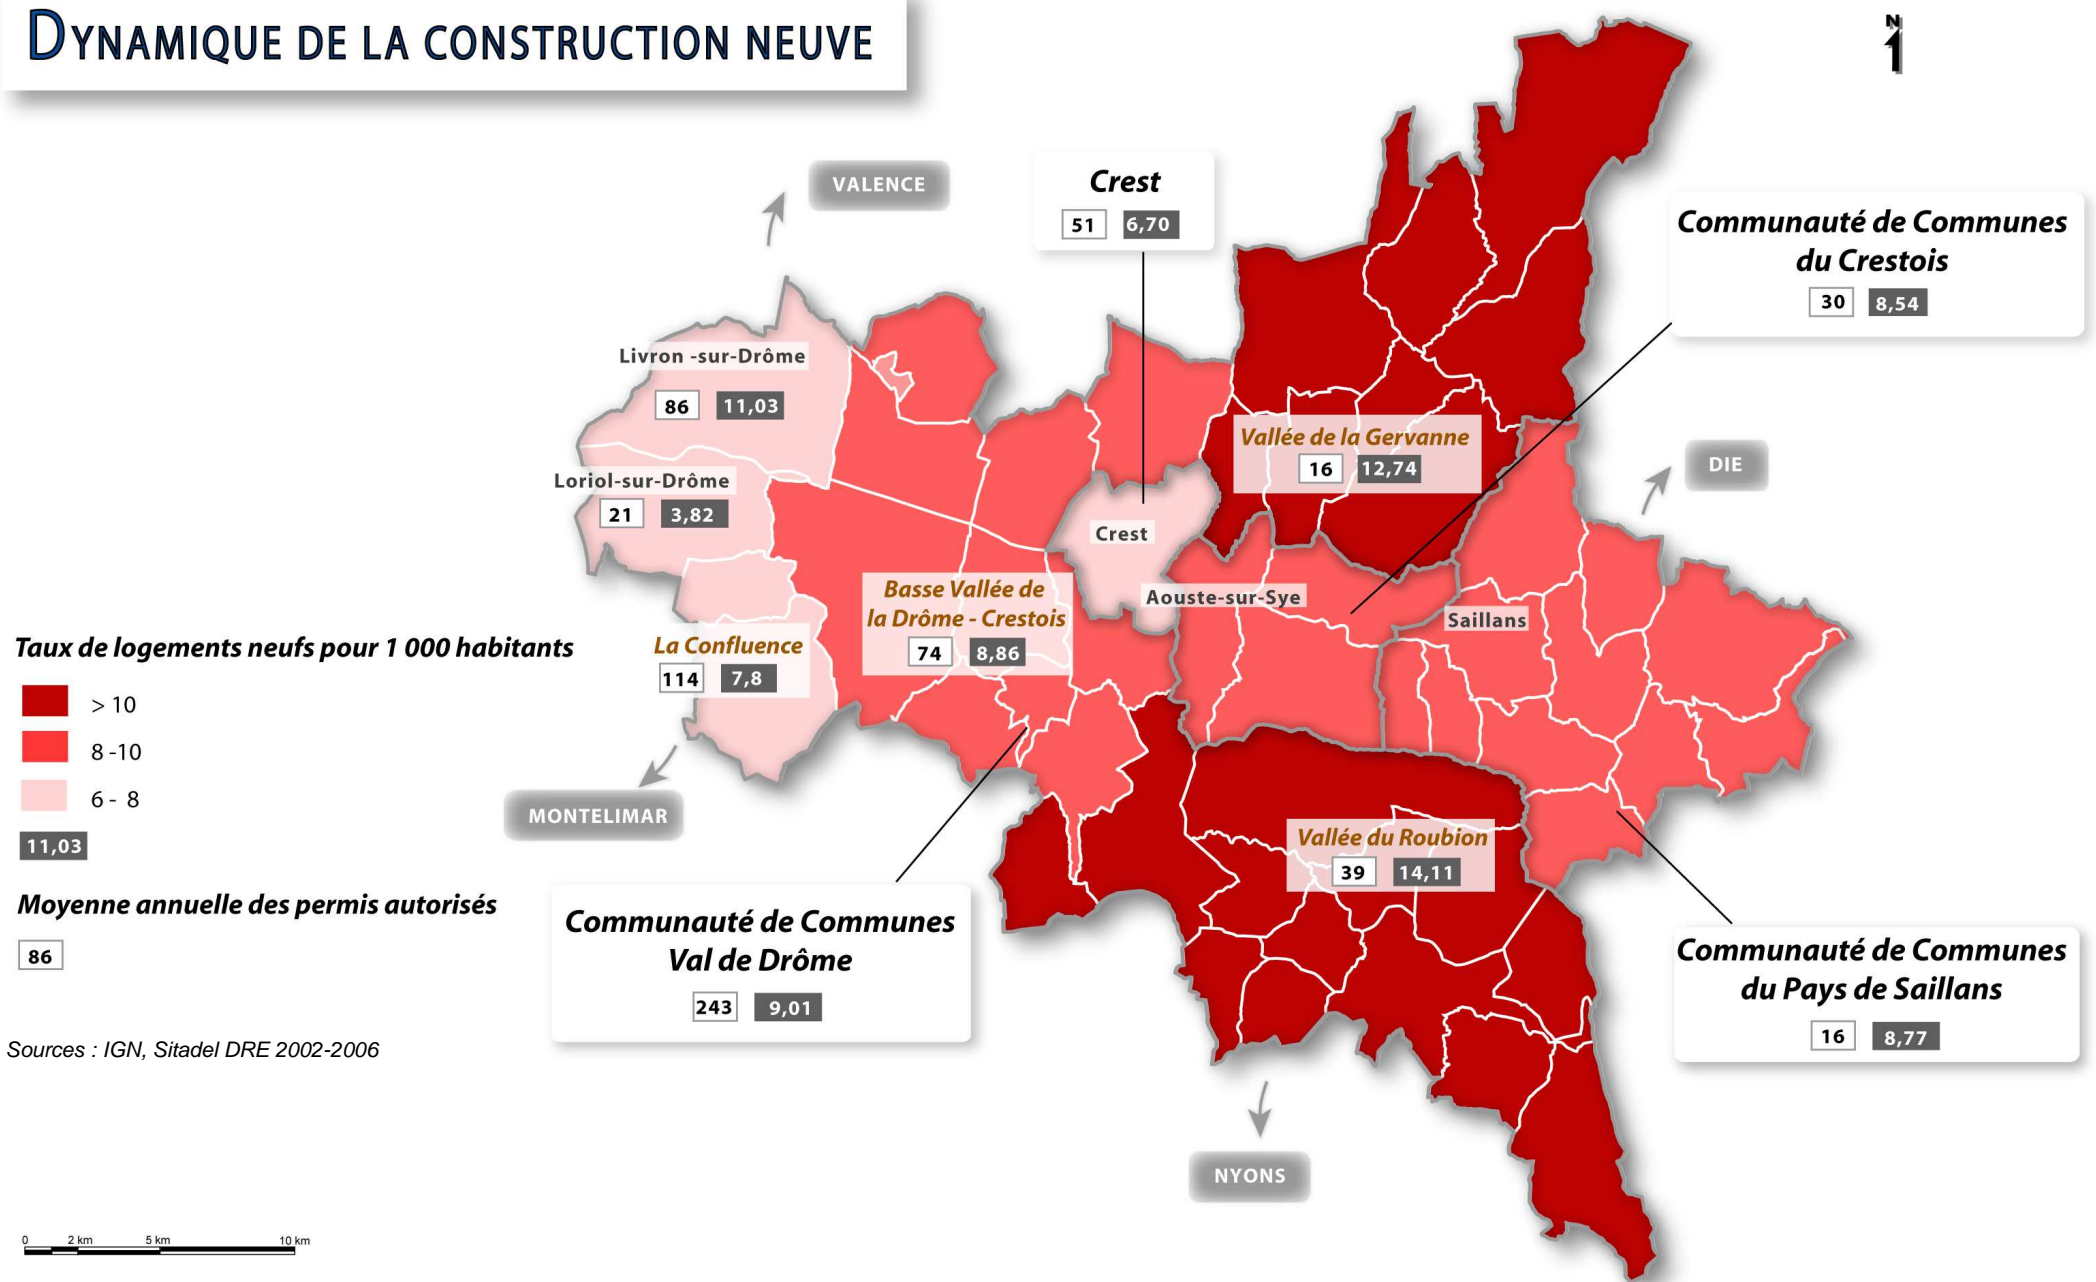 DYNAMIQUE DE LA CONSTRUCTION NEUVE
N
VALENCE
Crest
51 6,70
Communauté de Communes
du Crestois
30 8,54
Livron -sur-Drôme
86 11,03
Vallée de la Gervanne
16 12,74
DIE
Loriol-sur-Drôme
21 3,82
Crest
Basse Vallée de
la Drôme - Crestois
74 8,86
Aouste-sur-Sye
Saillans
La Confluence
114 7,8
Taux de logements neufs pour 1 000 habitants
> 10
8 -10
6 - 8
11,03
Moyenne annuelle des permis autorisés
86
MONTELIMAR
Vallée du Roubion
39 14,11
Communauté de Communes
Val de Drôme
243 9,01
Communauté de Communes
du Pays de Saillans
16 8,77
Sources : IGN, Sitadel DRE 2002-2006
NYONS
0 2 km 5 km 10 km